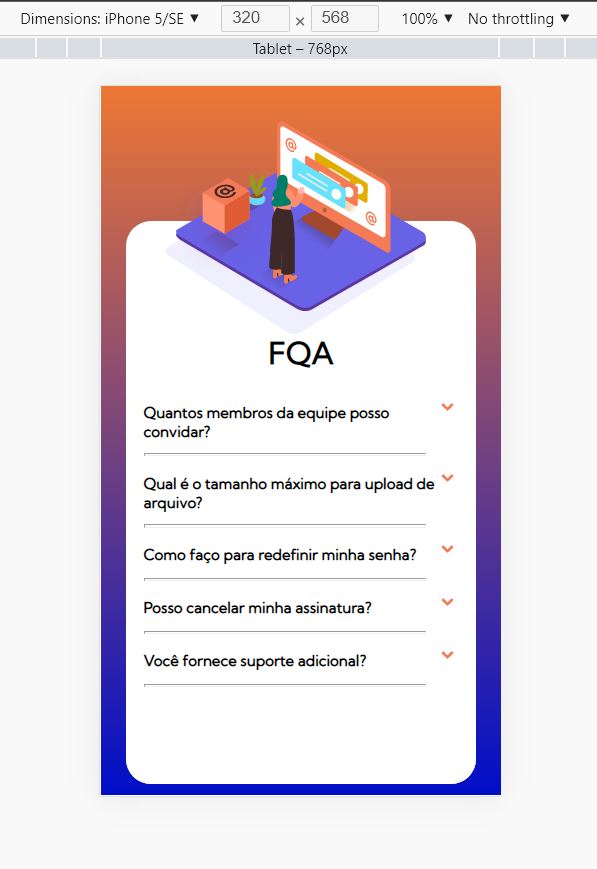 Dimensions: iPhone 5/SE ▼ 320 × 568 100% ▼ No throttling ▼
Tablet – 768px
@
@
@
FQA
Quantos membros da equipe posso
convidar?
Qual é o tamanho máximo para upload de
arquivo?
Como faço para redefinir minha senha?
Posso cancelar minha assinatura?
Você fornece suporte adicional?